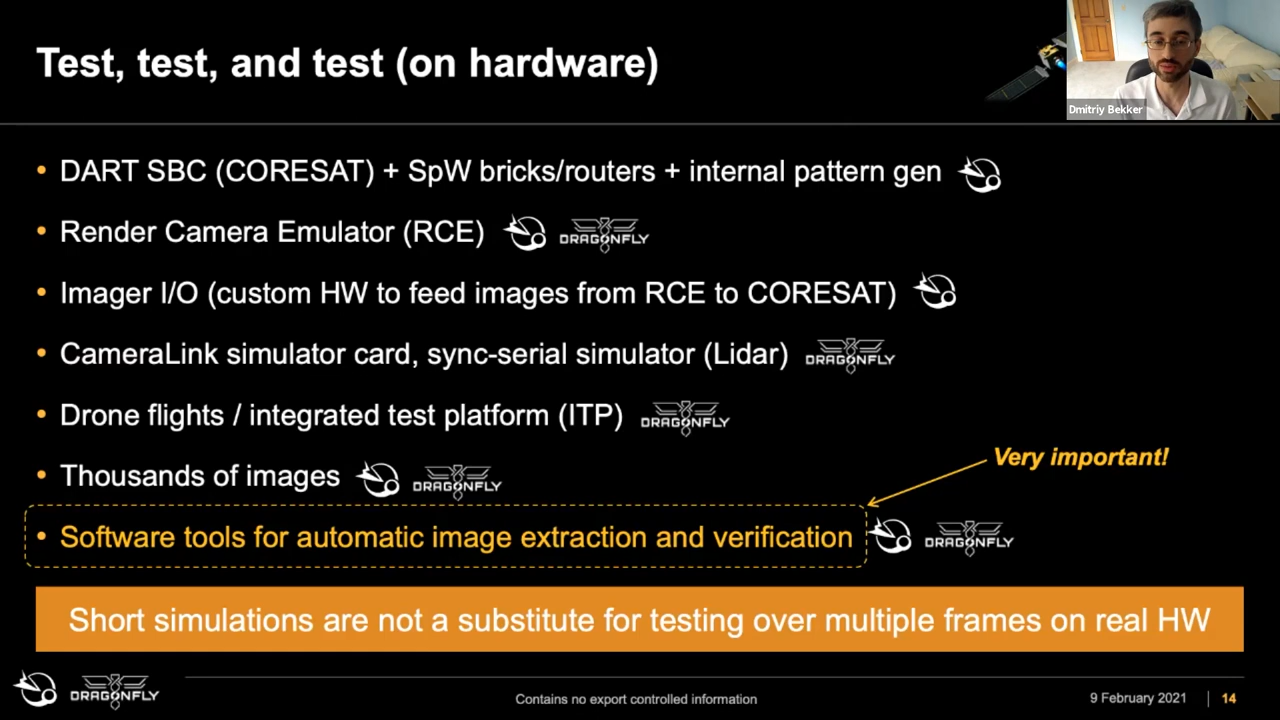 Test, test, and test (on hardware)
Dmitriy Bekker
• DART SBC (CORESAT) + SpW bricks/routers + internal pattern gen
• Render Camera Emulator (RCE) DRAGONFLY
• Imager I/O (custom HW to feed images from RCE to CORESAT)
• CameraLink simulator card, sync-serial simulator (Lidar) DRAGONFLY
• Drone flights / integrated test platform (ITP) DRAGONFLY
Very important!
• Thousands of images DRAGONFLY
• Software tools for automatic image extraction and verification DRAGONFLY
Short simulations are not a substitute for testing over multiple frames on real HW
DRAGONFLY Contains no export controlled information 9 February 2021 | 14